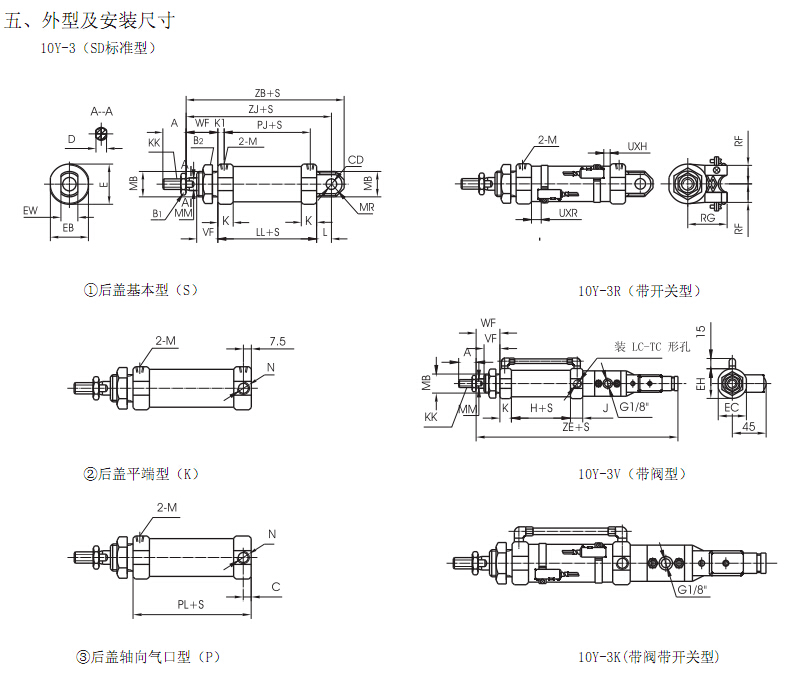 五、外型及安装尺寸
10Y-3（SD标准型）
A--A
D
E
EW
EB
ZB+S
ZJ+S
A WF K1 PJ+S
KK B2 2-M
A
CD
MB
MB
A
B1 MM
MR
K K
VF LL+S L
①后盖基本型（S）
2-M UXH
UXR
RF
RG
RF
10Y-3R（带开关型）
2-M 7.5
N
②后盖平端型（K）
WF
VF
A
装 LC-TC 形孔
15
MB
EH
KK
MM K H+S J G1/8"
ZE+S
EC
45
10Y-3V（带阀型）
2-M
N
C
PL+S
③后盖轴向气口型（P）
G1/8"
10Y-3K(带阀带开关型)